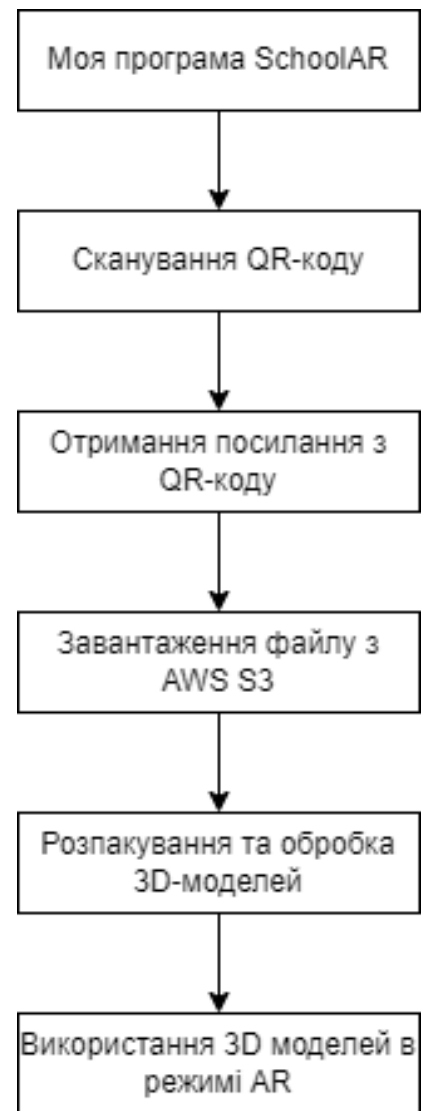 Моя програма SchoolAR
Сканування QR-коду
Отримання посилання з
QR-коду
Завантаження файлу з
AWS S3
Розпакування та обробка
3D-моделей
Використання 3D моделей в
режимі AR